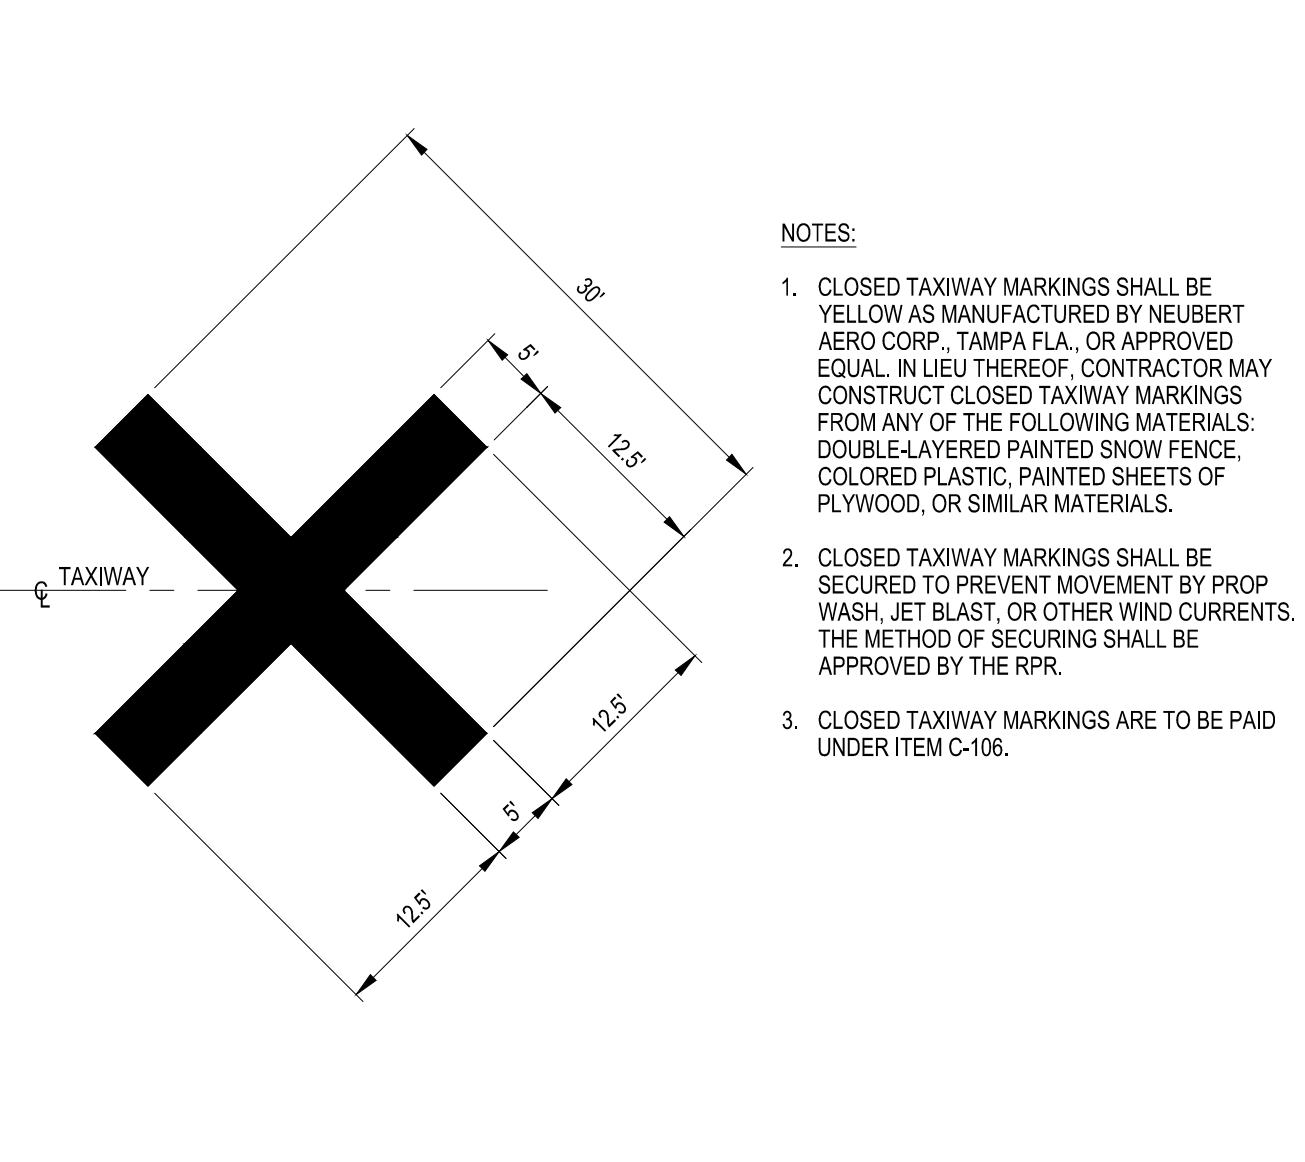 30'
5'
12.5'
℄ TAXIWAY
12.5'
5'
12.5'
NOTES:
1. CLOSED TAXIWAY MARKINGS SHALL BE
YELLOW AS MANUFACTURED BY NEUBERT
AERO CORP., TAMPA FLA., OR APPROVED
EQUAL. IN LIEU THEREOF, CONTRACTOR MAY
CONSTRUCT CLOSED TAXIWAY MARKINGS
FROM ANY OF THE FOLLOWING MATERIALS:
DOUBLE-LAYERED PAINTED SNOW FENCE,
COLORED PLASTIC, PAINTED SHEETS OF
PLYWOOD, OR SIMILAR MATERIALS.
2. CLOSED TAXIWAY MARKINGS SHALL BE
SECURED TO PREVENT MOVEMENT BY PROP
WASH, JET BLAST, OR OTHER WIND CURRENTS.
THE METHOD OF SECURING SHALL BE
APPROVED BY THE RPR.
3. CLOSED TAXIWAY MARKINGS ARE TO BE PAID
UNDER ITEM C-106.